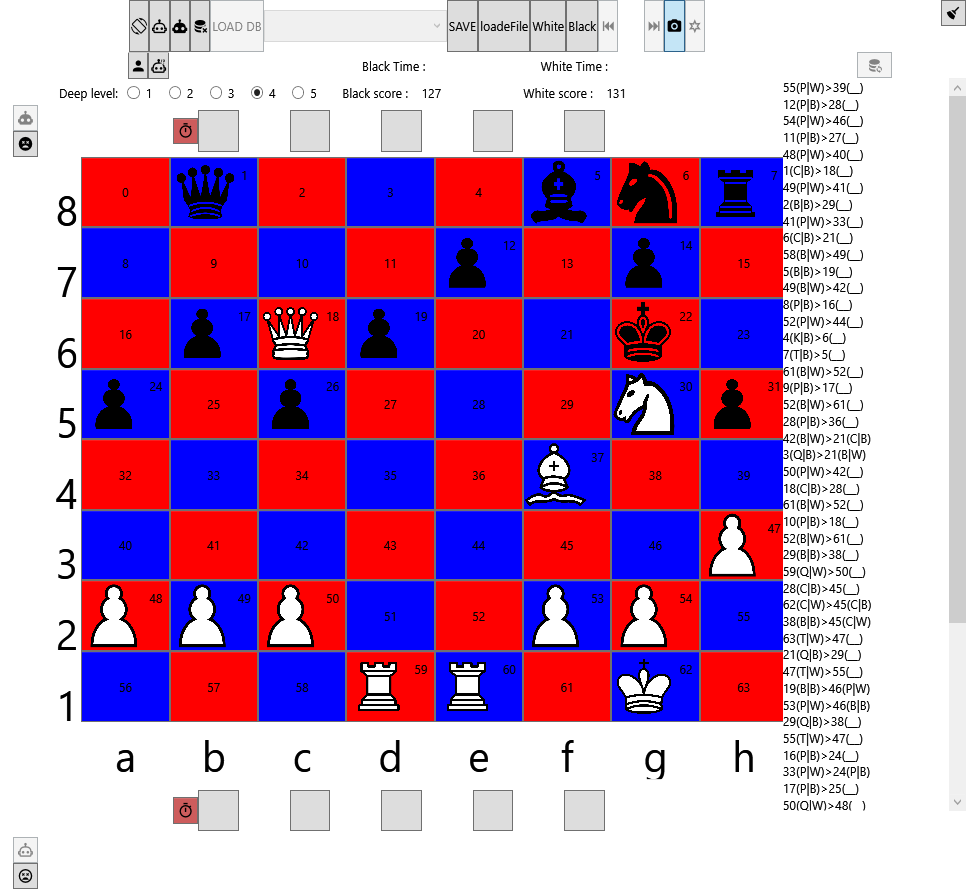 LOAD DB SAVE loadeFile White Black
Black Time : White Time :
Deep level: 1 2 3 4 5 Black score : 127 White score : 131
8 0 1 2 3 4 5 6 7
7 8 9 10 11 12 13 14 15
6 16 17 18 19 20 21 22 23
5 24 25 26 27 28 29 30 31
4 32 33 34 35 36 37 38 39
3 40 41 42 43 44 45 46 47
2 48 49 50 51 52 53 54 55
1 56 57 58 59 60 61 62 63
a b c d e f g h
55(P|W)>39(__)
12(P|B)>28(__)
54(P|W)>46(__)
11(P|B)>27(__)
48(P|W)>40(__)
1(C|B)>18(__)
49(P|W)>41(__)
2(B|B)>29(__)
41(P|W)>33(__)
6(C|B)>21(__)
58(B|W)>49(__)
5(B|B)>19(__)
49(B|W)>42(__)
8(P|B)>16(__)
52(P|W)>44(__)
4(K|B)>6(__)
7(T|B)>5(__)
61(B|W)>52(__)
9(P|B)>17(__)
52(B|W)>61(__)
28(P|B)>36(__)
42(B|W)>21(C|B)
3(Q|B)>21(B|W)
50(P|W)>42(__)
18(C|B)>28(__)
61(B|W)>52(__)
10(P|B)>18(__)
52(B|W)>61(__)
29(B|B)>38(__)
59(Q|W)>50(__)
28(C|B)>45(__)
62(C|W)>45(C|B)
38(B|B)>45(C|W)
63(T|W)>47(__)
21(Q|B)>29(__)
47(T|W)>55(__)
19(B|B)>46(P|W)
53(P|W)>46(B|B)
29(Q|B)>38(__)
55(T|W)>47(__)
16(P|B)>24(__)
33(P|W)>24(P|B)
17(P|B)>25(__)
50(Q|W)>48(__)